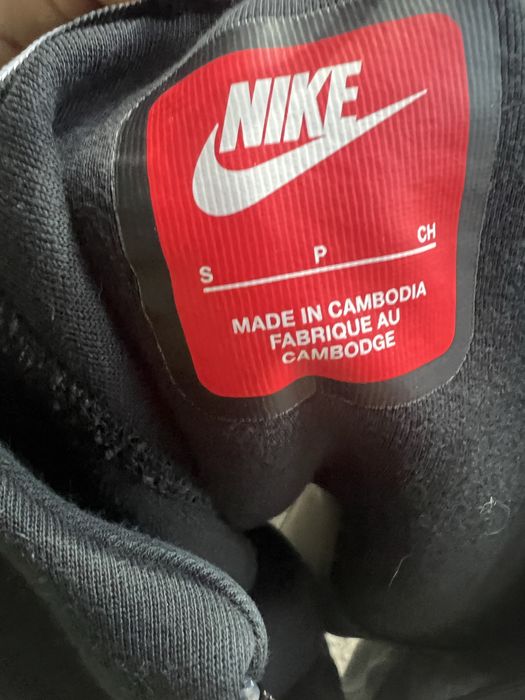 NIKE
S P CH
MADE IN CAMBODIA
FABRIQUE AU
CAMBODGE